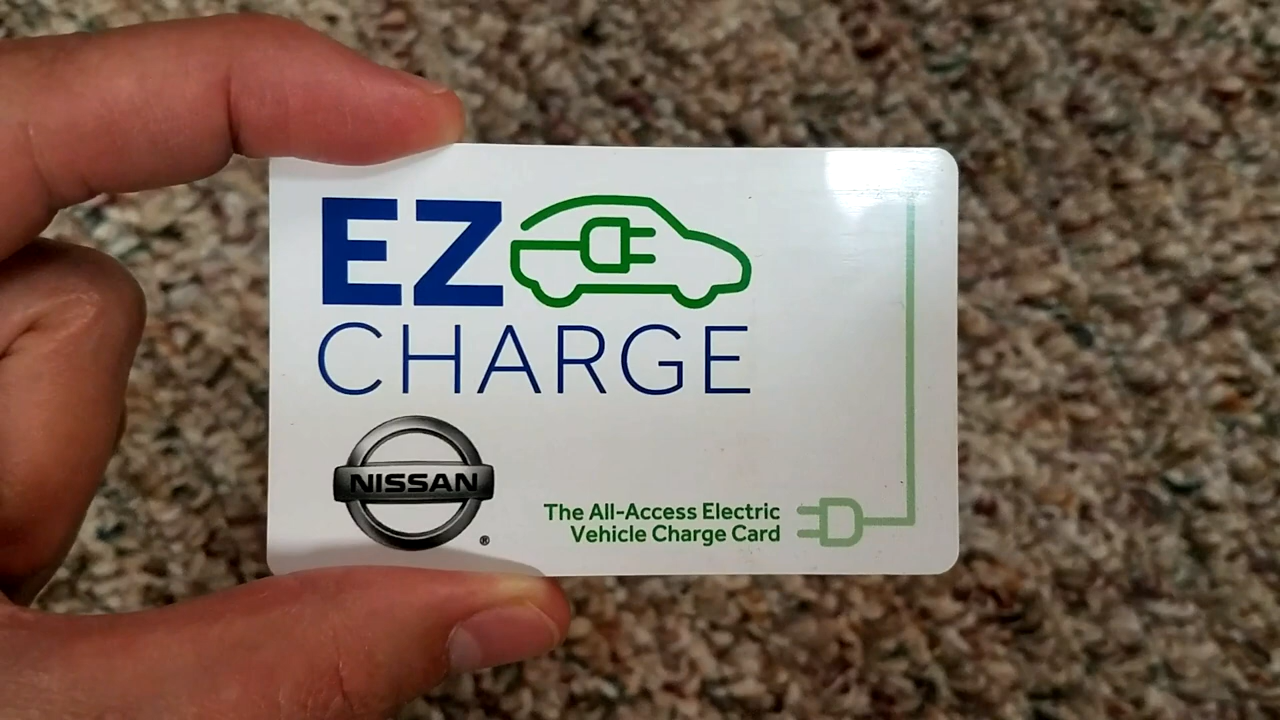 EZ
CHARGE
NISSAN
®
The All-Access Electric
Vehicle Charge Card